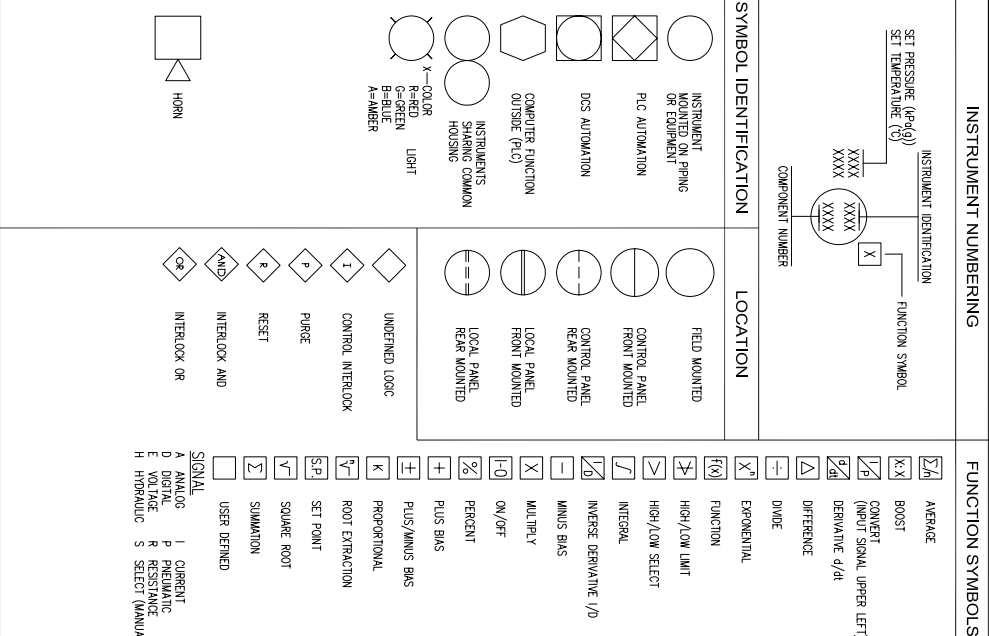 INSTRUMENT NUMBERING
SET PRESSURE (kPa(g))
SET TEMPERATURE (°C)
XXXX
XXXX
INSTRUMENT IDENTIFICATION
XXXX
XXXX
COMPONENT NUMBER
X
FUNCTION SYMBOL
SYMBOL IDENTIFICATION
INSTRUMENT
MOUNTED ON PIPING
OR EQUIPMENT
PLC AUTOMATION
DCS AUTOMATION
COMPUTER FUNCTION
OUTSIDE (PLC)
INSTRUMENTS
SHARING COMMON
HOUSING
X
COLOR
R=RED
G=GREEN
B=BLUE
A=AMBER
LIGHT
HORN
LOCATION
FIELD MOUNTED
CONTROL PANEL
FRONT MOUNTED
CONTROL PANEL
REAR MOUNTED
LOCAL PANEL
FRONT MOUNTED
LOCAL PANEL
REAR MOUNTED
UNDEFINED LOGIC
I CONTROL INTERLOCK
P PURGE
R RESET
AND INTERLOCK AND
OR INTERLOCK OR
FUNCTION SYMBOLS
Σ/n AVERAGE
X:X BOOST
I/P CONVERT
(INPUT SIGNAL UPPER LEFT)
d/dt DERIVATIVE d/dt
Δ DIFFERENCE
÷ DIVIDE
Xⁿ EXPONENTIAL
f(x) FUNCTION
HIGH/LOW LIMIT
> HIGH/LOW SELECT
∫ INTEGRAL
I/D INVERSE DERIVATIVE I/D
− MINUS BIAS
X MULTIPLY
I-O ON/OFF
% PERCENT
+ PLUS BIAS
± PLUS/MINUS BIAS
K PROPORTIONAL
ⁿ√ ROOT EXTRACTION
S.P. SET POINT
√ SQUARE ROOT
Σ SUMMATION
USER DEFINED
SIGNAL
A ANALOG I CURRENT
D DIGITAL P PNEUMATIC
E VOLTAGE R RESISTANCE
H HYDRAULIC S SELECT (MANUA